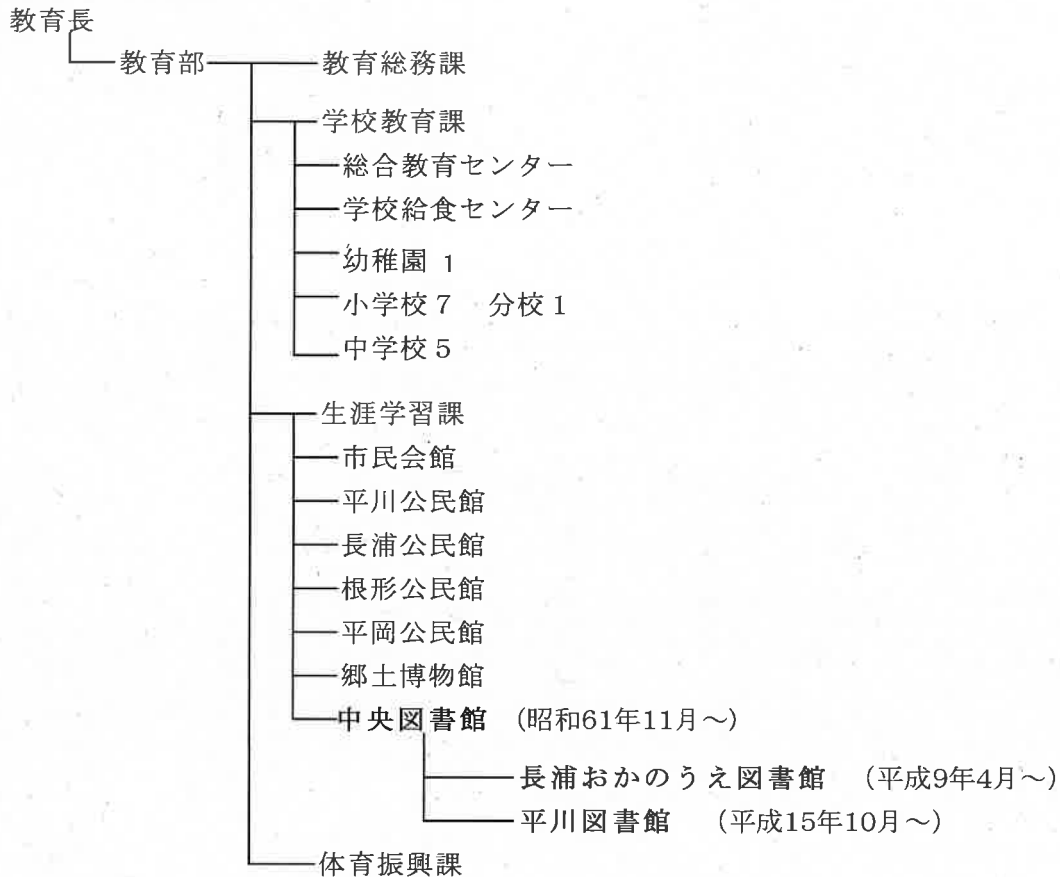 教育長
教育部
教育総務課
学校教育課
総合教育センター
学校給食センター
幼稚園 1
小学校7 分校1
中学校5
生涯学習課
市民会館
平川公民館
長浦公民館
根形公民館
平岡公民館
郷土博物館
中央図書館 (昭和61年11月～)
長浦おかのうえ図書館 (平成9年4月～)
平川図書館 (平成15年10月～)
体育振興課